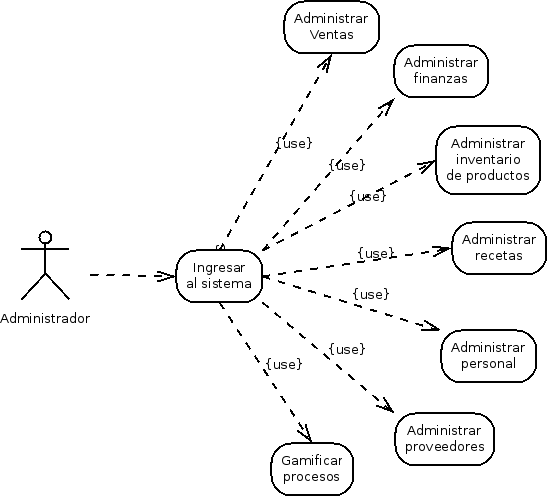 Administrar
Ventas
Administrar
finanzas
{use}
Administrar
inventario
de productos
{use}
{use}
Administrar
recetas
{use}
Ingresar
al sistema
Administrador
{use}
Administrar
personal
{use}
{use}
Administrar
proveedores
Gamificar
procesos